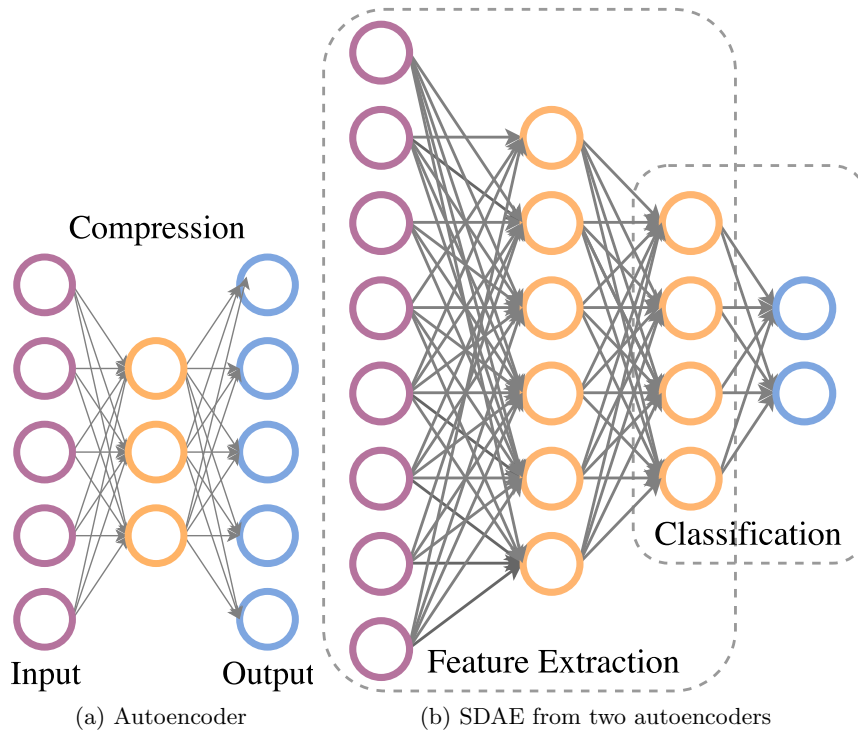 Compression
Input
Output
Classification
Feature Extraction
(a) Autoencoder
(b) SDAE from two autoencoders